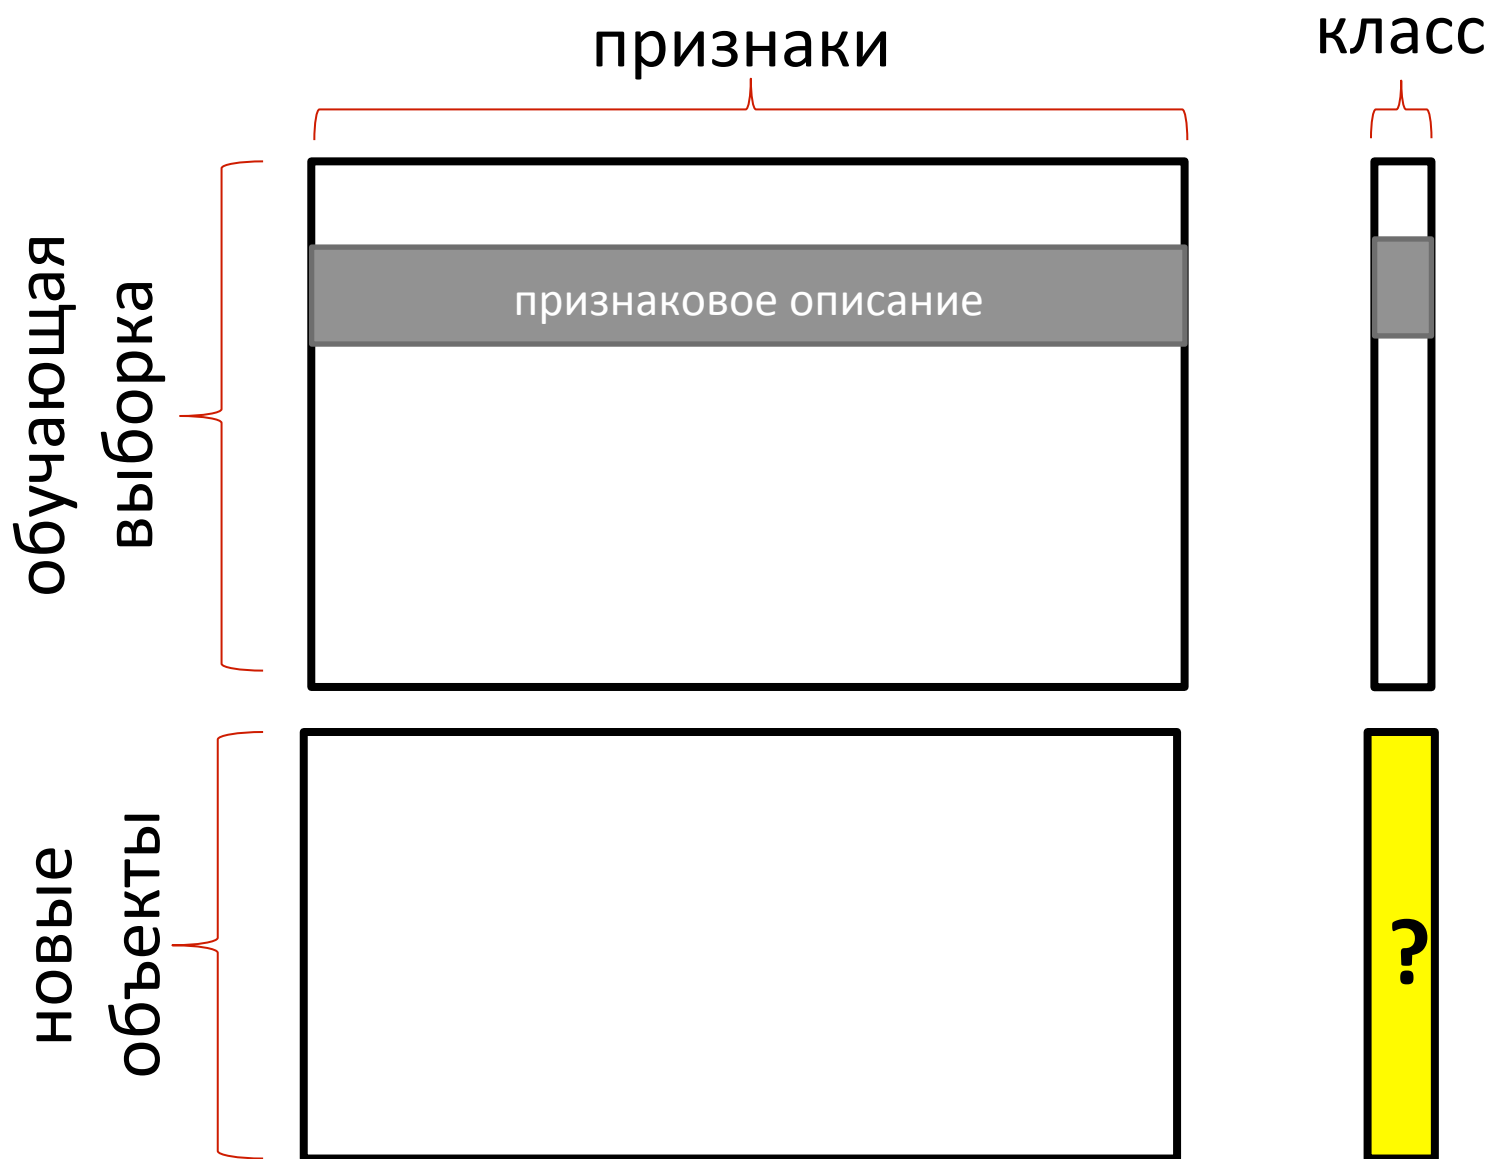 признаки
класс
обучающая
выборка
признаковое описание
новые
объекты
?